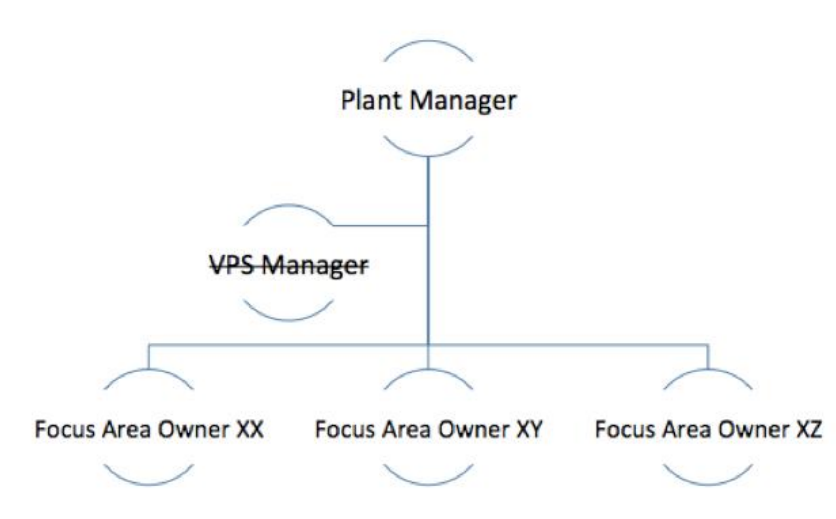 Plant Manager
VPS Manager
Focus Area Owner XX
Focus Area Owner XY
Focus Area Owner XZ